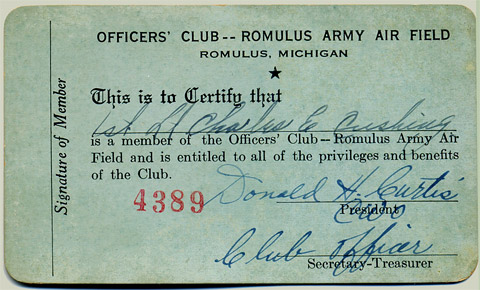 OFFICERS' CLUB -- ROMULUS ARMY AIR FIELD
ROMULUS, MICHIGAN
This is to Certify that
1st Lt Charles E Cushing
is a member of the Officers' Club -- Romulus Army Air
Field and is entitled to all of the privileges and benefits
of the Club.
4389
Donald H. Curtis
President
CWO
Club Officer
Secretary-Treasurer
Signature of Member